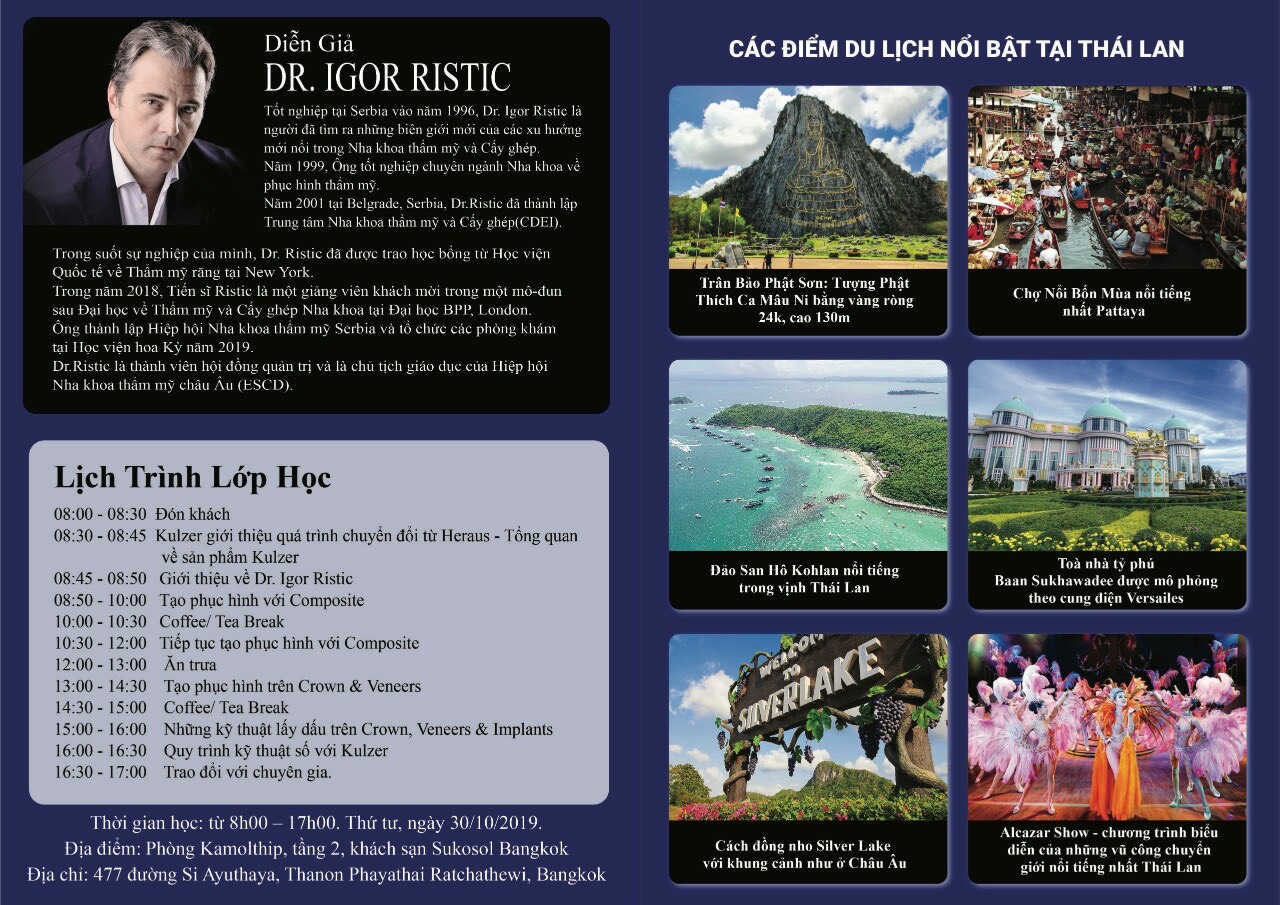 Diễn Giả
DR. IGOR RISTIC
Tốt nghiệp tại Serbia vào năm 1996, Dr. Igor Ristic là
người đã tìm ra những biên giới mới của các xu hướng
mới nổi trong Nha khoa thẩm mỹ và Cấy ghép.
Năm 1999, Ông tốt nghiệp chuyên ngành Nha khoa về
phục hình thẩm mỹ.
Năm 2001 tại Belgrade, Serbia, Dr.Ristic đã thành lập
Trung tâm Nha khoa thẩm mỹ và Cấy ghép(CDEI).
Trong suốt sự nghiệp của mình, Dr. Ristic đã được trao học bổng từ Học viện
Quốc tế về Thẩm mỹ răng tại New York.
Trong năm 2018, Tiến sĩ Ristic là một giảng viên khách mời trong một mô-đun
sau Đại học về Thẩm mỹ và Cấy ghép Nha khoa tại Đại học BPP, London.
Ông thành lập Hiệp hội Nha khoa thẩm mỹ Serbia và tổ chức các phòng khám
tại Học viện hoa Kỳ năm 2019.
Dr.Ristic là thành viên hội đồng quản trị và là chủ tịch giáo dục của Hiệp hội
Nha khoa thẩm mỹ châu Âu (ESCD).
Lịch Trình Lớp Học
08:00 - 08:30 Đón khách
08:30 - 08:45 Kulzer giới thiệu quá trình chuyển đổi từ Heraus - Tổng quan
về sản phẩm Kulzer
08:45 - 08:50 Giới thiệu về Dr. Igor Ristic
08:50 - 10:00 Tạo phục hình với Composite
10:00 - 10:30 Coffee/ Tea Break
10:30 - 12:00 Tiếp tục tạo phục hình với Composite
12:00 - 13:00 Ăn trưa
13:00 - 14:30 Tạo phục hình trên Crown & Veneers
14:30 - 15:00 Coffee/ Tea Break
15:00 - 16:00 Những kỹ thuật lấy dấu trên Crown, Veneers & Implants
16:00 - 16:30 Quy trình kỹ thuật số với Kulzer
16:30 - 17:00 Trao đổi với chuyên gia.
Thời gian học: từ 8h00 – 17h00. Thứ tư, ngày 30/10/2019.
Địa điểm: Phòng Kamolthip, tầng 2, khách sạn Sukosol Bangkok
Địa chỉ: 477 đường Si Ayuthaya, Thanon Phayathai Ratchathewi, Bangkok
CÁC ĐIỂM DU LỊCH NỔI BẬT TẠI THÁI LAN
Trân Bảo Phật Sơn: Tượng Phật
Thích Ca Mâu Ni bằng vàng ròng
24k, cao 130m
Chợ Nổi Bốn Mùa nổi tiếng
nhất Pattaya
Đảo San Hô Kohlan nổi tiếng
trong vịnh Thái Lan
Toà nhà tỷ phú
Baan Sukhawadee được mô phỏng
theo cung điện Versailes
WELCOME
TO
SILVERLAKE
Cách đồng nho Silver Lake
với khung cảnh như ở Châu Âu
Alcazar Show - chương trình biểu
diễn của những vũ công chuyển
giới nổi tiếng nhất Thái Lan